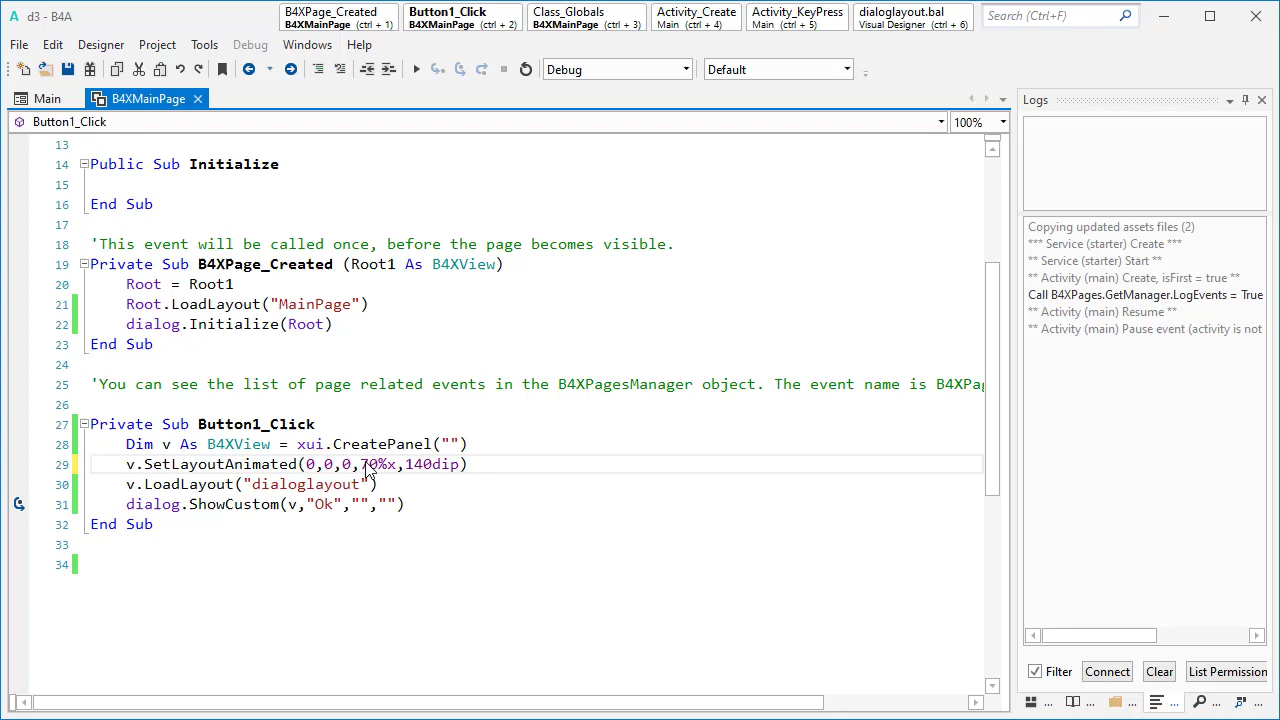 d3 - B4A
B4XPage_Created
B4XMainPage (ctrl + 1)
Button1_Click
B4XMainPage (ctrl + 2)
Class_Globals
B4XMainPage (ctrl + 3)
Activity_Create
Main (ctrl + 4)
Activity_KeyPress
Main (ctrl + 5)
dialoglayout.bal
Visual Designer (ctrl + 6)
Search (Ctrl+F)
File Edit Designer Project Tools Debug Windows Help
Debug Default
Main B4XMainPage
Logs
Button1_Click 100%
13
14 Public Sub Initialize
15
16 End Sub
17
18 'This event will be called once, before the page becomes visible.
19 Private Sub B4XPage_Created (Root1 As B4XView)
20 Root = Root1
21 Root.LoadLayout("MainPage")
22 dialog.Initialize(Root)
23 End Sub
24
25 'You can see the list of page related events in the B4XPagesManager object. The event name is B4XPag
26
27 Private Sub Button1_Click
28 Dim v As B4XView = xui.CreatePanel("")
29 v.SetLayoutAnimated(0,0,0,70%x,140dip)
30 v.LoadLayout("dialoglayout")
31 dialog.ShowCustom(v,"Ok","","")
32 End Sub
33
34
Copying updated assets files (2)
*** Service (starter) Create ***
** Service (starter) Start **
** Activity (main) Create, isFirst = true **
Call B4XPages.GetManager.LogEvents = True
** Activity (main) Resume **
** Activity (main) Pause event (activity is not
Filter Connect Clear List Permission
... ... ... ... ... ...